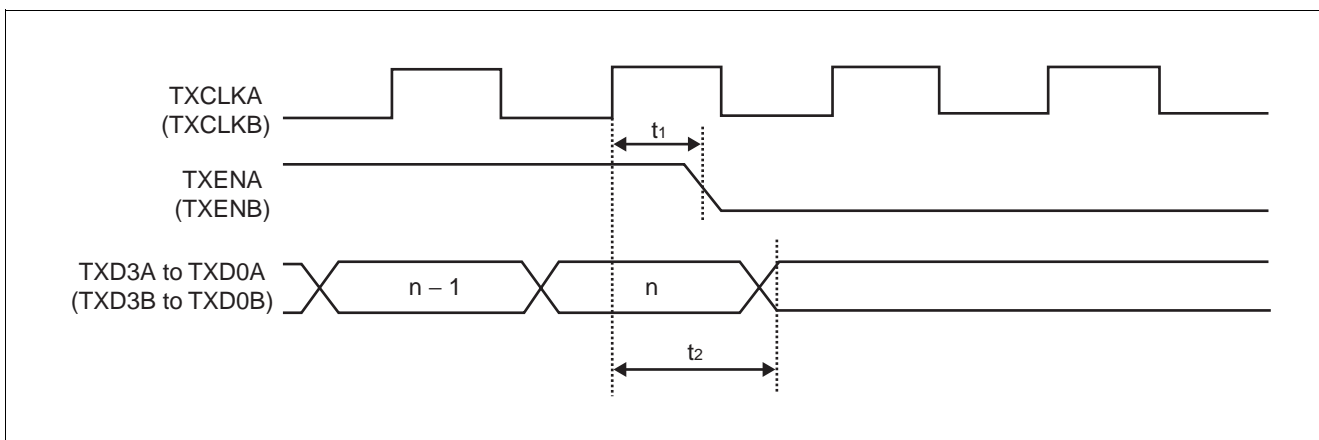 TXCLKA
(TXCLKB)
t1
TXENA
(TXENB)
TXD3A to TXD0A
(TXD3B to TXD0B)
n – 1
n
t2